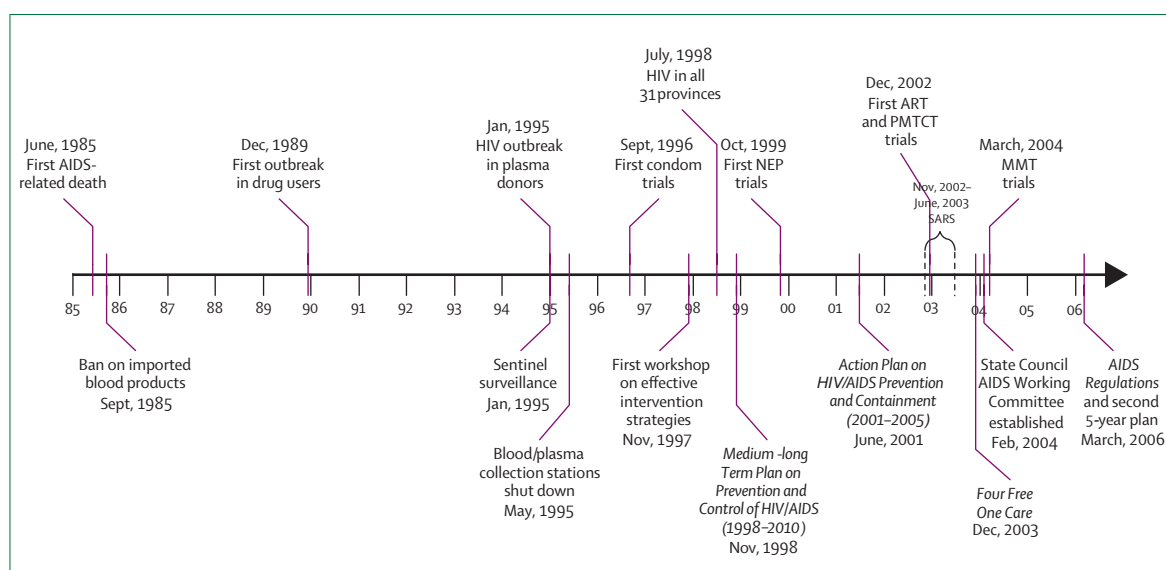 June, 1985
First AIDS-
related death
Dec, 1989
First outbreak
in drug users
Jan, 1995
HIV outbreak
in plasma
donors
Sept, 1996
First condom
trials
July, 1998
HIV in all
31 provinces
Oct, 1999
First NEP
trials
Dec, 2002
First ART
and PMTCT
trials
Nov, 2002–
June, 2003
SARS
March, 2004
MMT
trials
85 86 87 88 89 90 91 92 93 94 95 96 97 98 99 00 01 02 03 04 05 06
Ban on imported
blood products
Sept, 1985
Sentinel
surveillance
Jan, 1995
Blood/plasma
collection stations
shut down
May, 1995
First workshop
on effective
intervention
strategies
Nov, 1997
Medium -long
Term Plan on
Prevention and
Control of HIV/AIDS
(1998–2010)
Nov, 1998
Action Plan on
HIV/AIDS Prevention
and Containment
(2001–2005)
June, 2001
State Council
AIDS Working
Committee
established
Feb, 2004
Four Free
One Care
Dec, 2003
AIDS
Regulations
and second
5-year plan
March, 2006